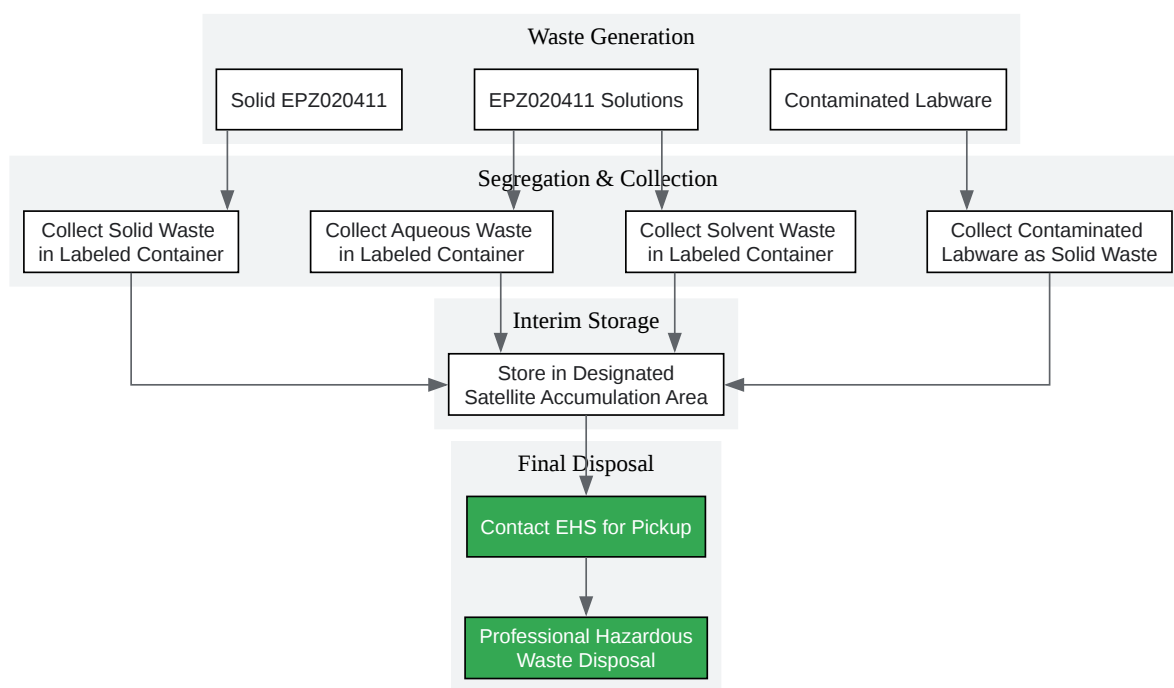 Waste Generation
Solid EPZ020411
EPZ020411 Solutions
Contaminated Labware
Segregation & Collection
Collect Solid Waste
in Labeled Container
Collect Aqueous Waste
in Labeled Container
Collect Solvent Waste
in Labeled Container
Collect Contaminated
Labware as Solid Waste
Interim Storage
Store in Designated
Satellite Accumulation Area
Final Disposal
Contact EHS for Pickup
Professional Hazardous
Waste Disposal